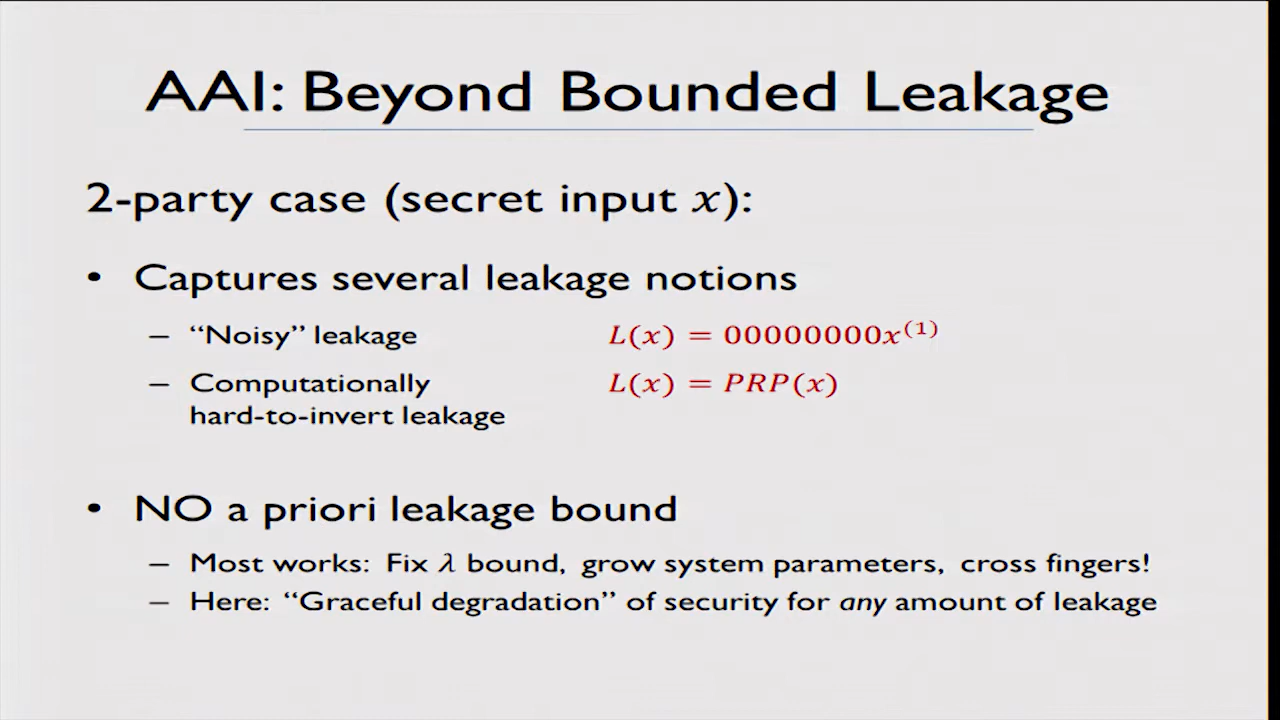 AAI: Beyond Bounded Leakage
2-party case (secret input x):
• Captures several leakage notions
– “Noisy” leakage L(x) = 00000000x⁽¹⁾
– Computationally L(x) = PRP(x)
hard-to-invert leakage
• NO a priori leakage bound
– Most works: Fix λ bound, grow system parameters, cross fingers!
– Here: “Graceful degradation” of security for any amount of leakage